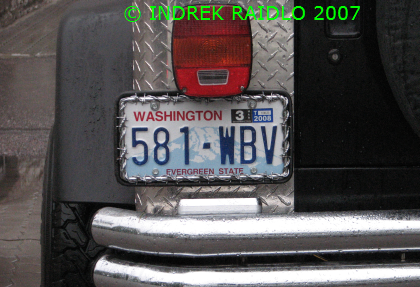 © INDREK RAIDLO 2007
WASHINGTON
3
T
2008
581-WBV
EVERGREEN STATE